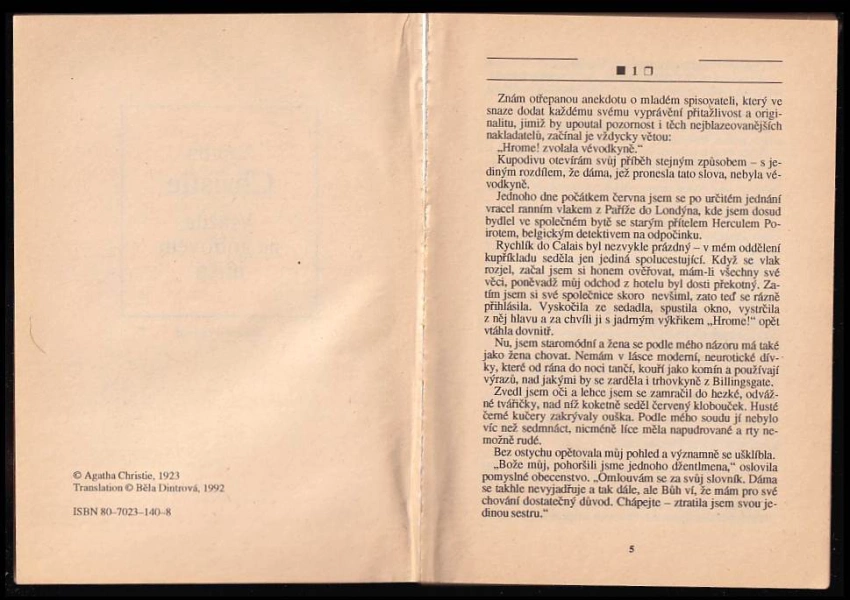 © Agatha Christie, 1923
Translation © Běla Dintrová, 1992
ISBN 80–7023–140–8
■ 1 □
Znám otřepanou anekdotu o mladém spisovateli, který ve
snaze dodat každému svému vyprávění přitažlivost a origi-
nalitu, jimiž by upoutal pozornost i těch nejblazeovanějších
nakladatelů, začínal je vždycky větou:
„Hrome! zvolala vévodkyně.“
Kupodivu otevírám svůj příběh stejným způsobem – s je-
diným rozdílem, že dáma, jež pronesla tato slova, nebyla vé-
vodkyně.
Jednoho dne počátkem června jsem se po určitém jednání
vracel ranním vlakem z Paříže do Londýna, kde jsem dosud
bydlel ve společném bytě se starým přítelem Herculem Po-
irotem, belgickým detektivem na odpočinku.
Rychlík do Calais byl nezvykle prázdný – v mém oddělení
kupříkladu seděla jen jediná spolucestující. Když se vlak
rozjel, začal jsem si honem ověřovat, mám-li všechny své
věci, poněvadž můj odchod z hotelu byl dosti překotný. Za-
tím jsem si své společnice skoro nevšiml, zato teď se rázně
přihlásila. Vyskočila ze sedadla, spustila okno, vystrčila
z něj hlavu a za chvíli ji s jadrným výkřikem „Hrome!“ opět
vtáhla dovnitř.
Nu, jsem staromódní a žena se podle mého názoru má také
jako žena chovat. Nemám v lásce moderní, neurotické dív-
ky, které od rána do noci tančí, kouří jako komín a používají
výrazů, nad jakými by se zarděla i trhovkyně z Billingsgate.
Zvedl jsem oči a lehce jsem se zamračil do hezké, odváž-
né tvářičky, nad níž koketně seděl červený klobouček. Husté
černé kučery zakrývaly ouška. Podle mého soudu jí nebylo
víc než sedmnáct, nicméně líce měla napudrované a rty ne-
možně rudé.
Bez ostychu opětovala můj pohled a významně se ušklíbla.
„Bože můj, pohoršili jsme jednoho džentlmena,“ oslovila
pomyslné obecenstvo. „Omlouvám se za svůj slovník. Dáma
se takhle nevyjadřuje a tak dále, ale Bůh ví, že mám pro své
chování dostatečný důvod. Chápejte – ztratila jsem svou je-
dinou sestru.“
5